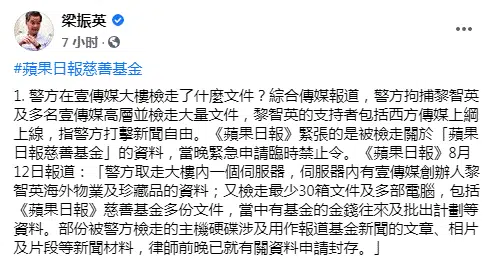 梁振英
7 小时·
#蘋果日報慈善基金
1. 警方在壹傳媒大樓檢走了什麼文件？綜合傳媒報道，警方拘捕黎智英
及多名壹傳媒高層並檢走大量文件，黎智英的支持者包括西方傳媒上綱
上線，指警方打擊新聞自由。《蘋果日報》緊張的是被檢走關於「蘋果
日報慈善基金」的資料，當晚緊急申請臨時禁止令。《蘋果日報》8月
12日報道：「警方取走大樓内一個伺服器，伺服器內有壹傳媒創辦人黎
智英海外物業及珍藏品的資料；又檢走最少30箱文件及多部電腦，包括
《蘋果日報》慈善基金多份文件，當中有基金的金錢往來及批出計劃等
資料。部份被警方檢走的主機硬碟涉及用作報道基金新聞的文章、相片
及片段等新聞材料，律師前晚已就有關資料申請封存。」